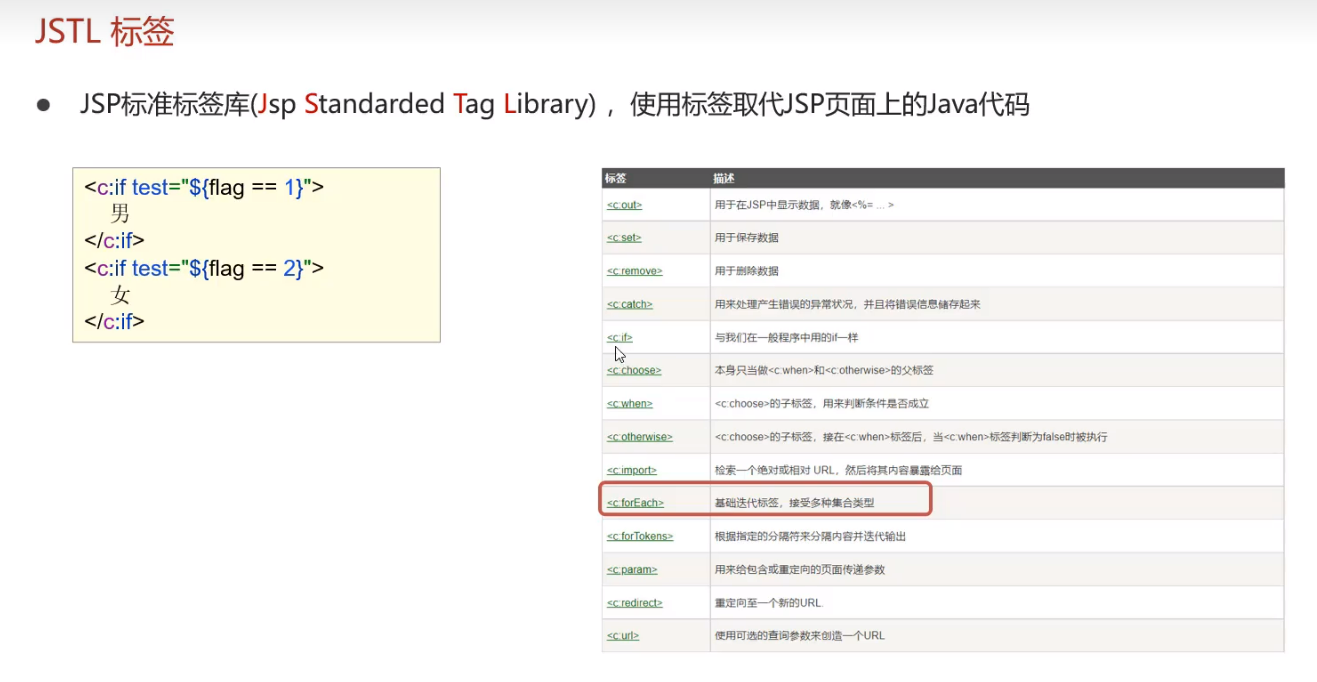 JSTL 标签
● JSP标准标签库(Jsp Standarded Tag Library) ，使用标签取代JSP页面上的Java代码
<c:if test="${flag == 1}">
男
</c:if>
<c:if test="${flag == 2}">
女
</c:if>
标签 描述
<c:out> 用于在JSP中显示数据，就像<%= ... >
<c:set> 用于保存数据
<c:remove> 用于删除数据
<c:catch> 用来处理产生错误的异常状况，并且将错误信息储存起来
<c:if> 与我们在一般程序中用的if一样
<c:choose> 本身只当做<c:when>和<c:otherwise>的父标签
<c:when> <c:choose>的子标签，用来判断条件是否成立
<c:otherwise> <c:choose>的子标签，接在<c:when>标签后，当<c:when>标签判断为false时被执行
<c:import> 检索一个绝对或相对 URL，然后将其内容暴露给页面
<c:forEach> 基础迭代标签，接受多种集合类型
<c:forTokens> 根据指定的分隔符来分隔内容并迭代输出
<c:param> 用来给包含或重定向的页面传递参数
<c:redirect> 重定向至一个新的URL.
<c:url> 使用可选的查询参数来创造一个URL